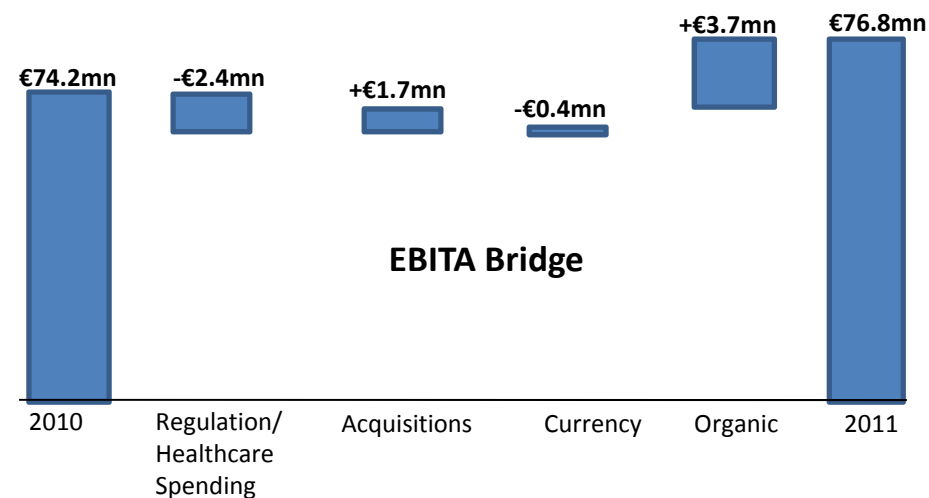 +€3.7mn
€76.8mn
€74.2mn
-€2.4mn
+€1.7mn
-€0.4mn
EBITA Bridge
2010
Regulation/
Healthcare
Spending
Acquisitions
Currency
Organic
2011